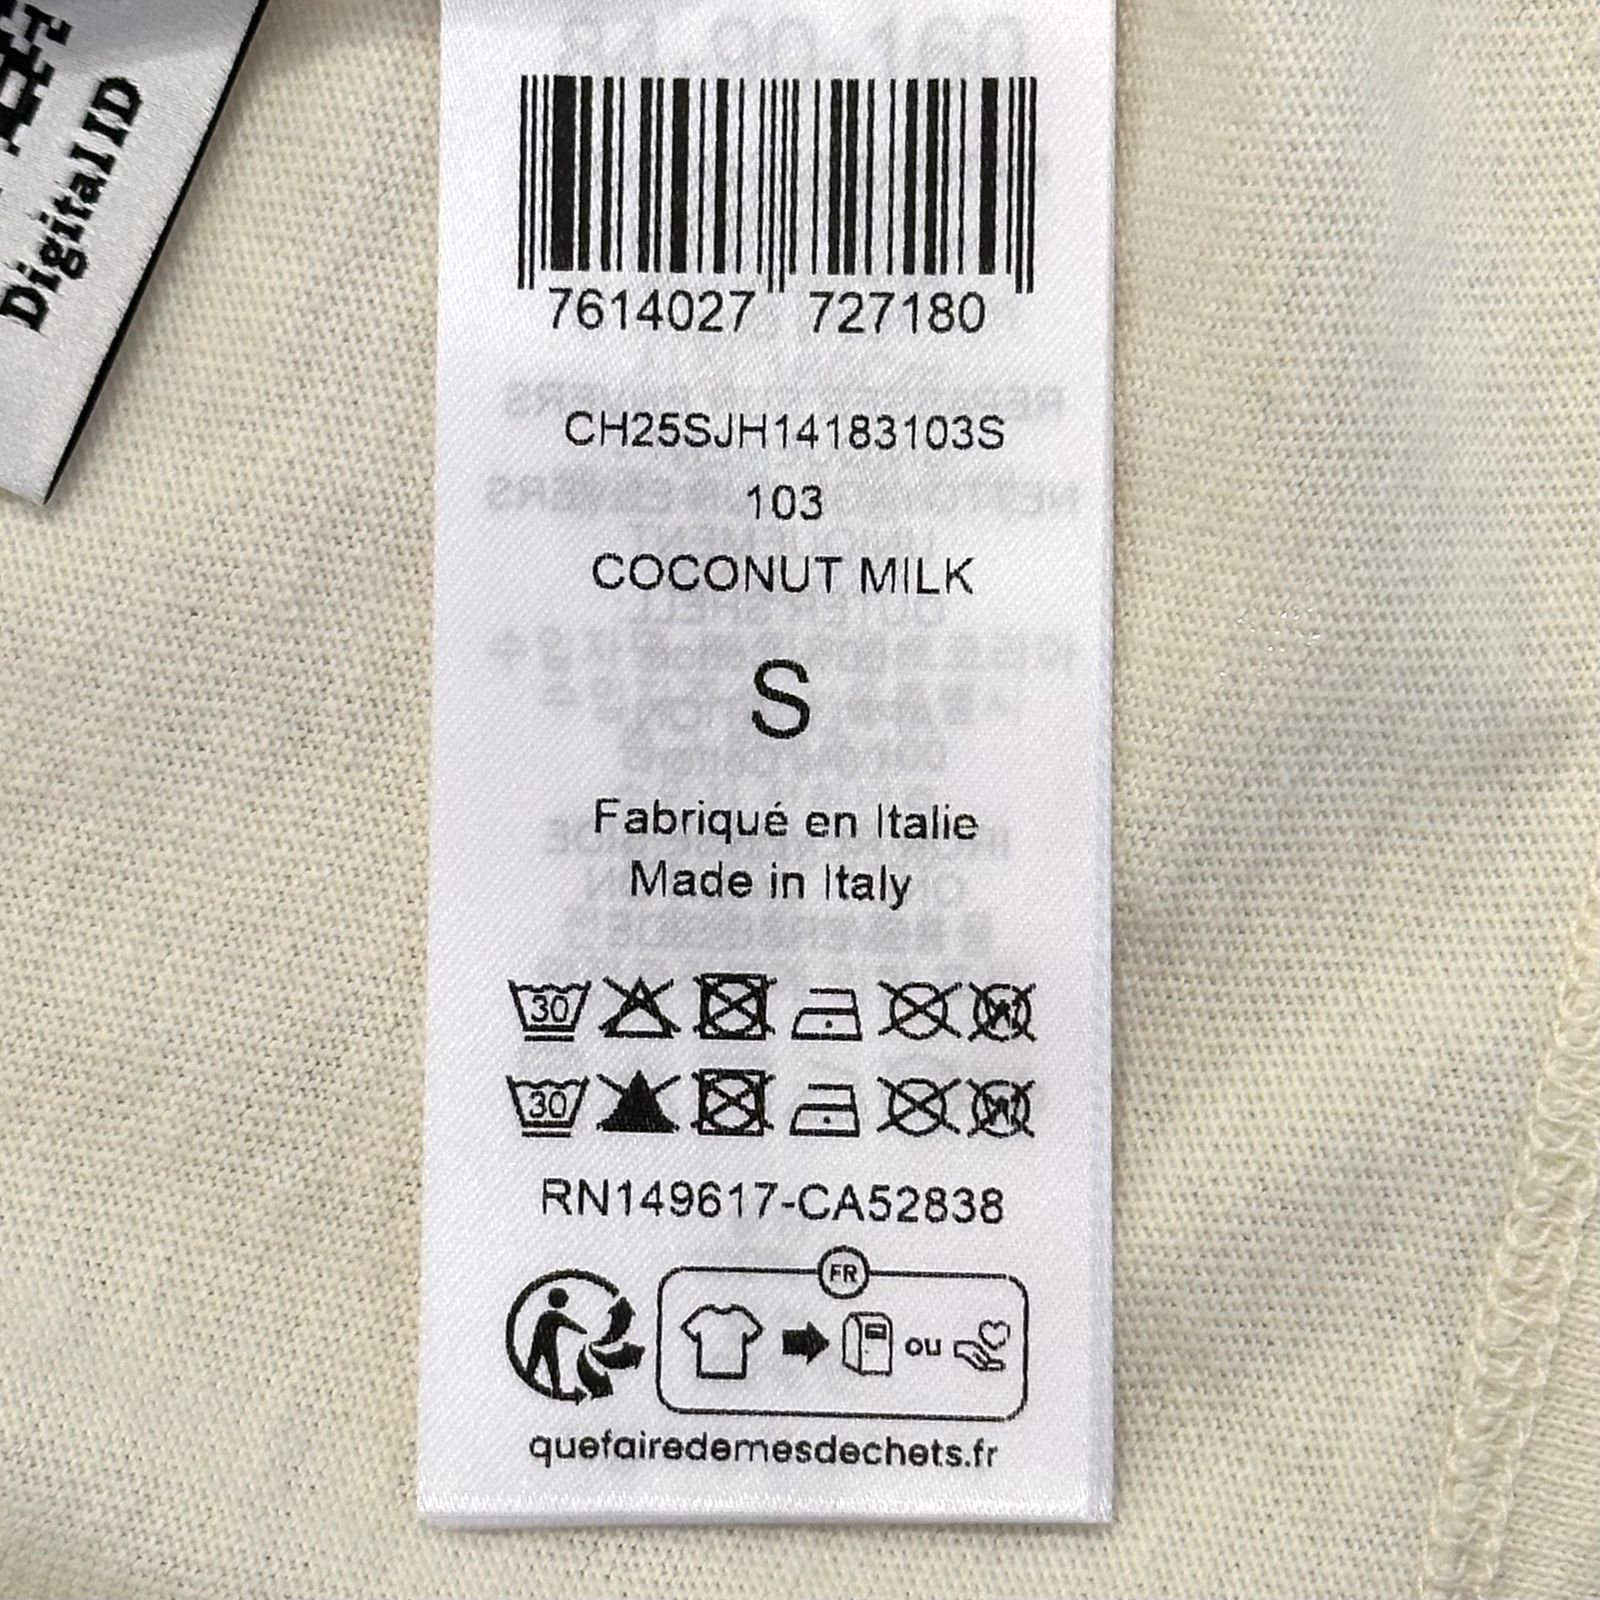 Digital ID
7614027 727180
CH25SJH14183103S
103
COCONUT MILK
S
Fabriqué en Italie
Made in Italy
30
30
RN149617-CA52838
FR
ou
quefairedemesdechets.fr